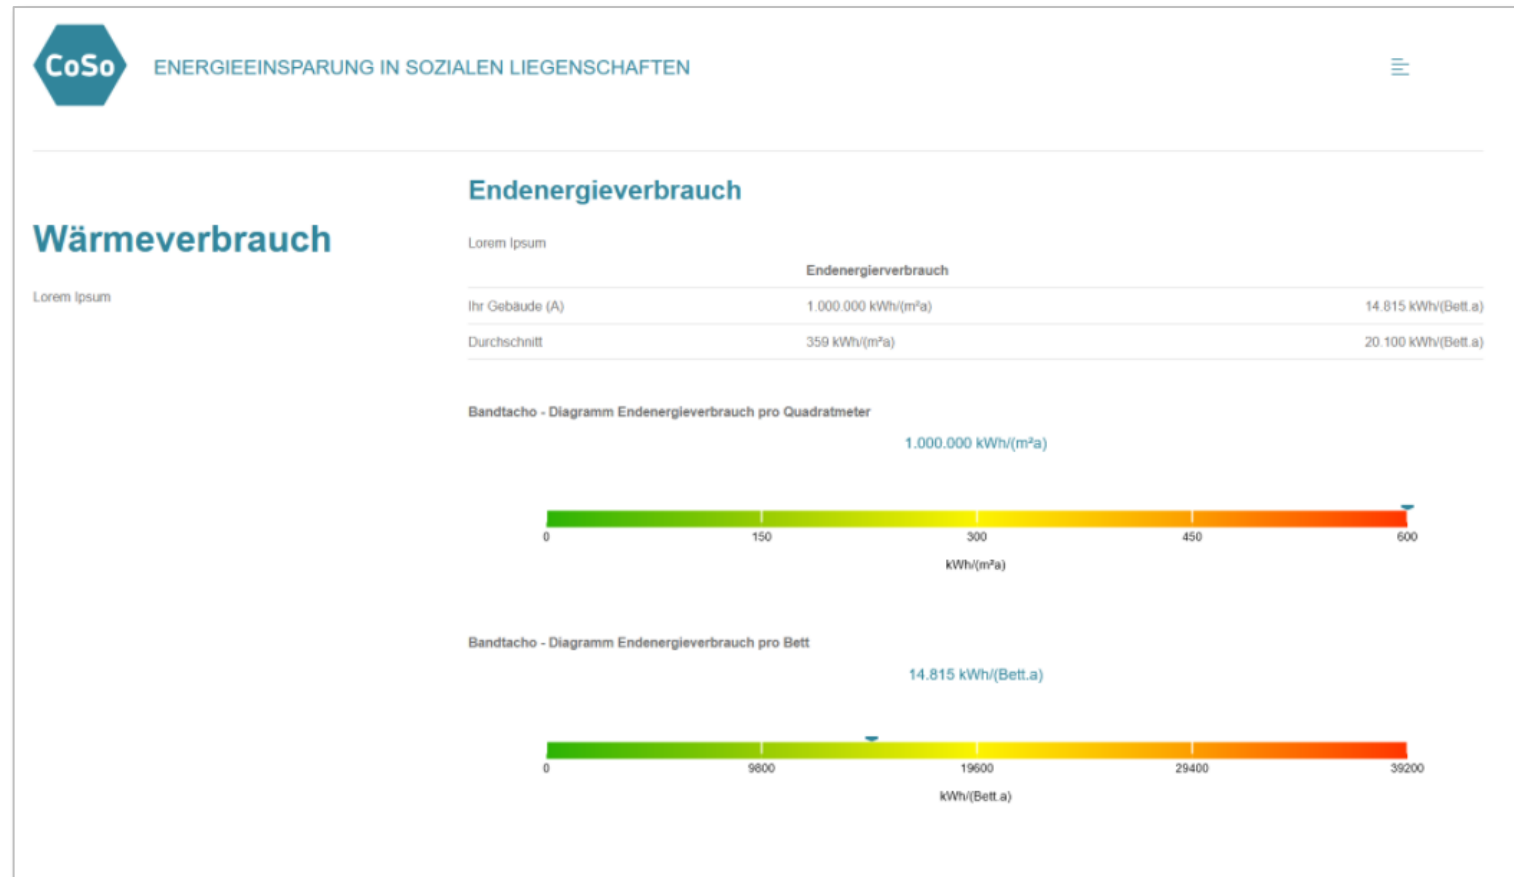 CoSo
ENERGIEEINSPARUNG IN SOZIALEN LIEGENSCHAFTEN
Wärmeverbrauch
Lorem Ipsum
Endenergieverbrauch
Lorem Ipsum
Endenergierverbrauch
Ihr Gebäude (A) 1.000.000 kWh/(m²a) 14.815 kWh/(Bett.a)
Durchschnitt 359 kWh/(m²a) 20.100 kWh/(Bett.a)
Bandtacho - Diagramm Endenergieverbrauch pro Quadratmeter
1.000.000 kWh/(m²a)
0 150 300 450 600
kWh/(m²a)
Bandtacho - Diagramm Endenergieverbrauch pro Bett
14.815 kWh/(Bett.a)
0 9800 19600 29400 39200
kWh/(Bett.a)